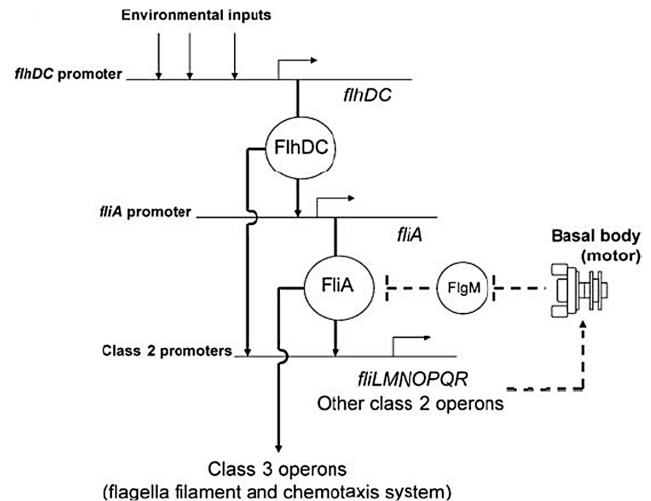 Environmental inputs
flhDC promoter
flhDC
FlhDC
fliA promoter
fliA
Basal body
(motor)
FliA
FlgM
Class 2 promoters
fliLMNOPQR
Other class 2 operons
Class 3 operons
(flagella filament and chemotaxis system)